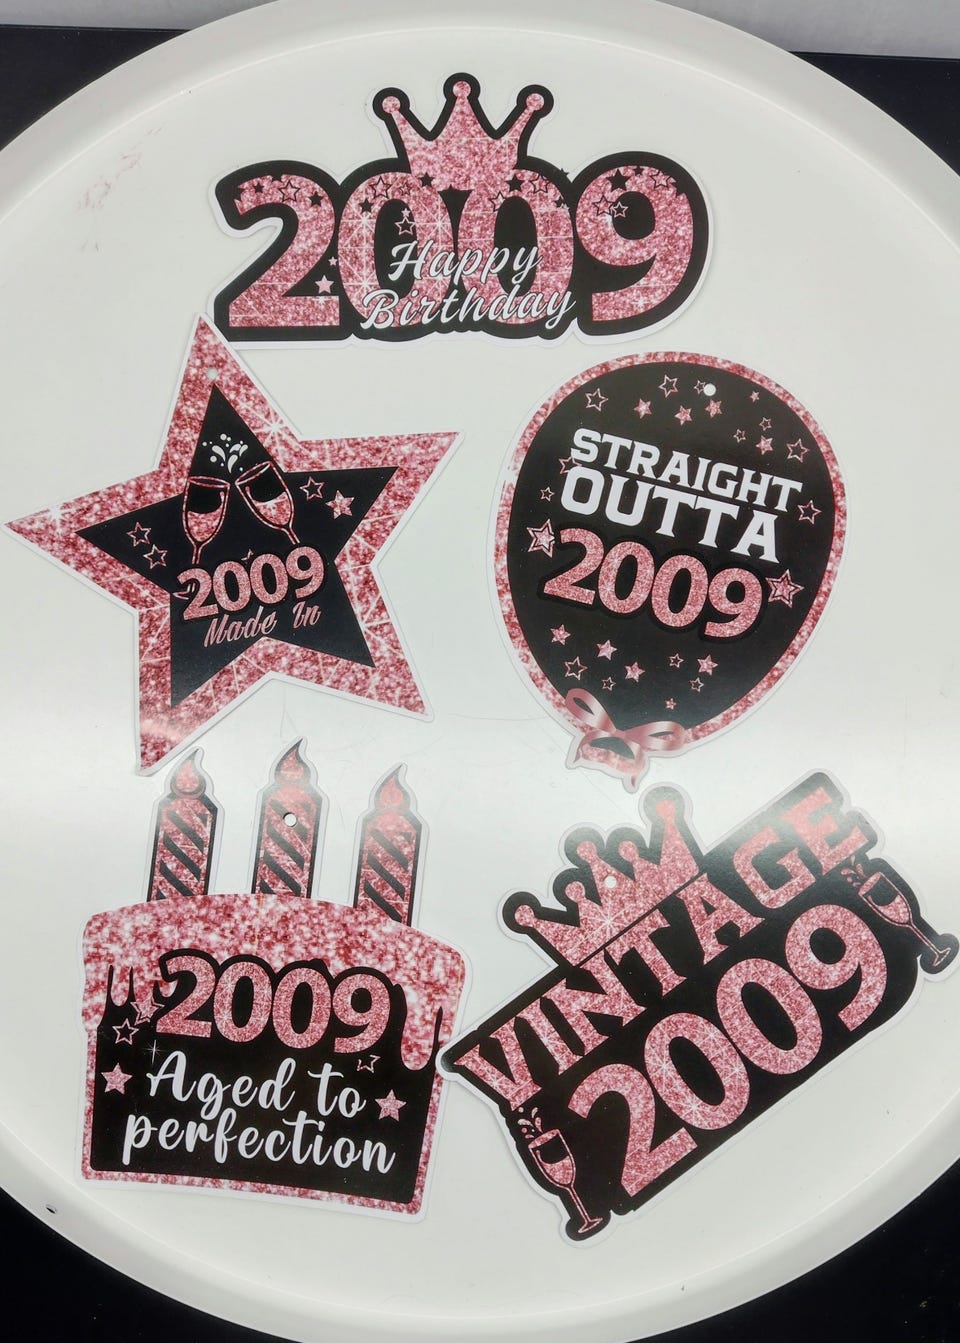 2009
Happy
Birthday
2009
Made In
STRAIGHT
OUTTA
2009
2009
Aged to
perfection
VINTAGE
2009